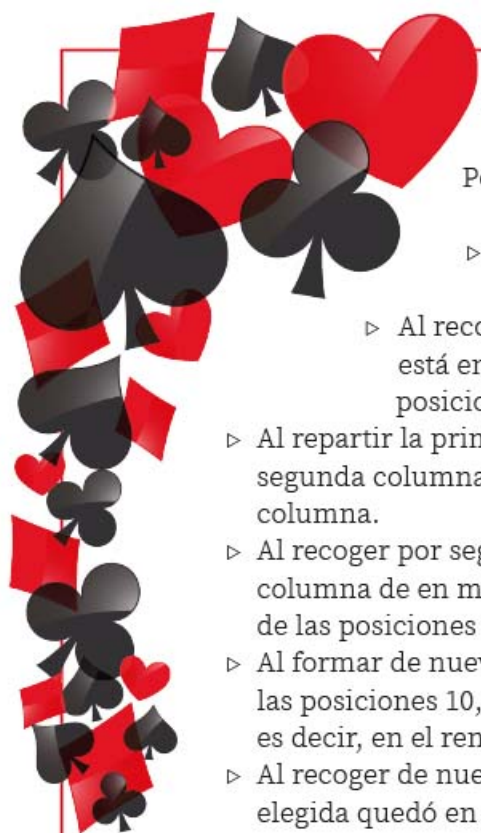 ▹
▹ Al reco
está en
posicio
▹ Al repartir la prim
segunda columna
columna.
▹ Al recoger por seg
columna de en m
de las posiciones
▹ Al formar de nuev
las posiciones 10,
es decir, en el ren
▹ Al recoger de nue
elegida quedó en